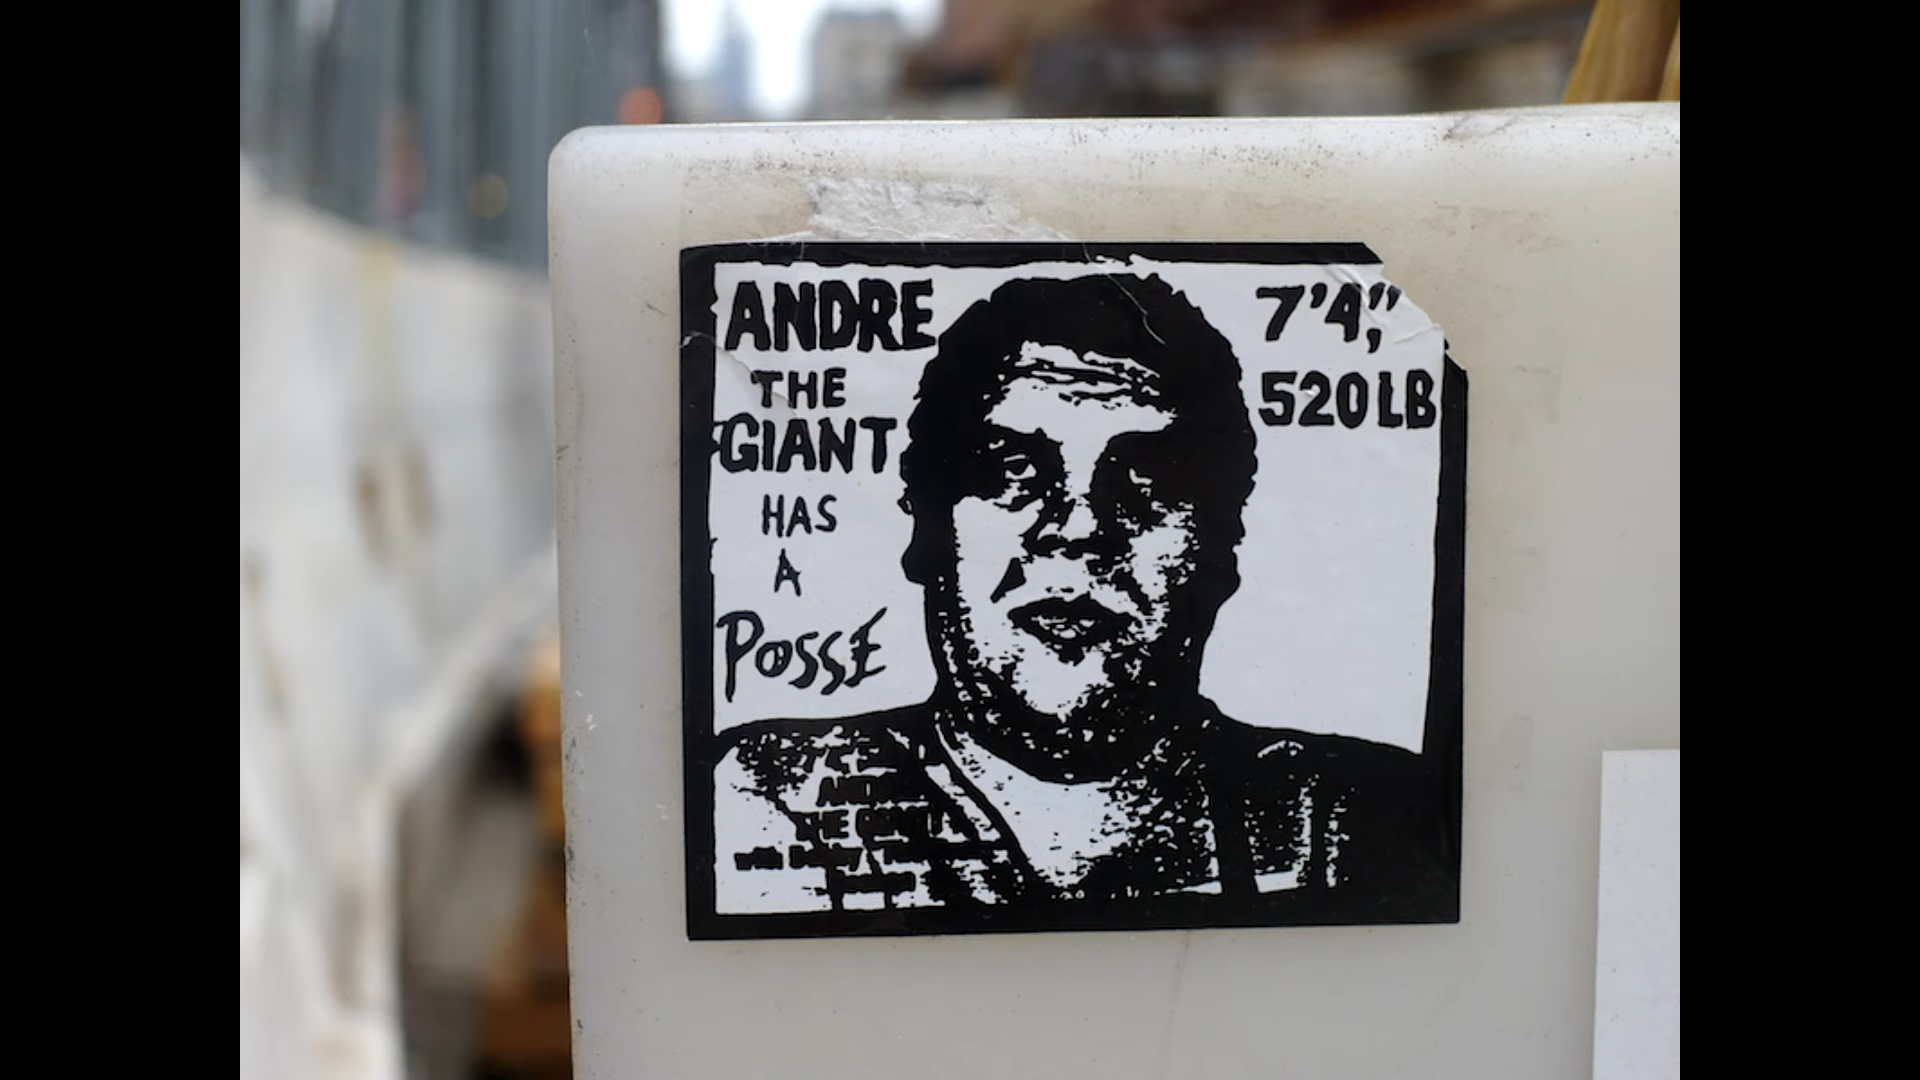 ANDRE
THE
GIANT
HAS
A
POSSE
7'4,"
520 LB